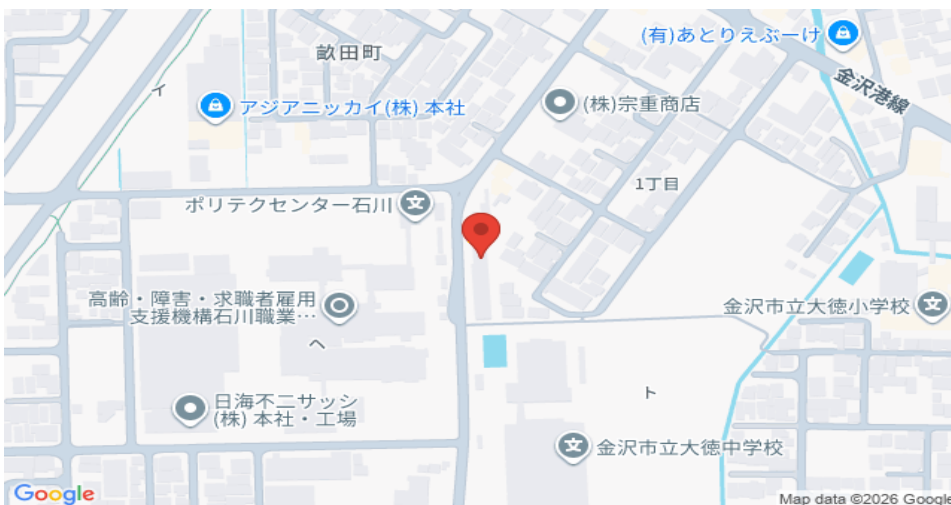 (有)あとりえぶーけ
畝田町
金沢港線
イ
アジアニッカイ(株) 本社
(株)宗重商店
1丁目
ポリテクセンター石川
高齢・障害・求職者雇用
支援機構石川職業…
金沢市立大徳小学校
へ
ト
日海不二サッシ
(株) 本社・工場
金沢市立大徳中学校
Google
Map data ©2026 Google